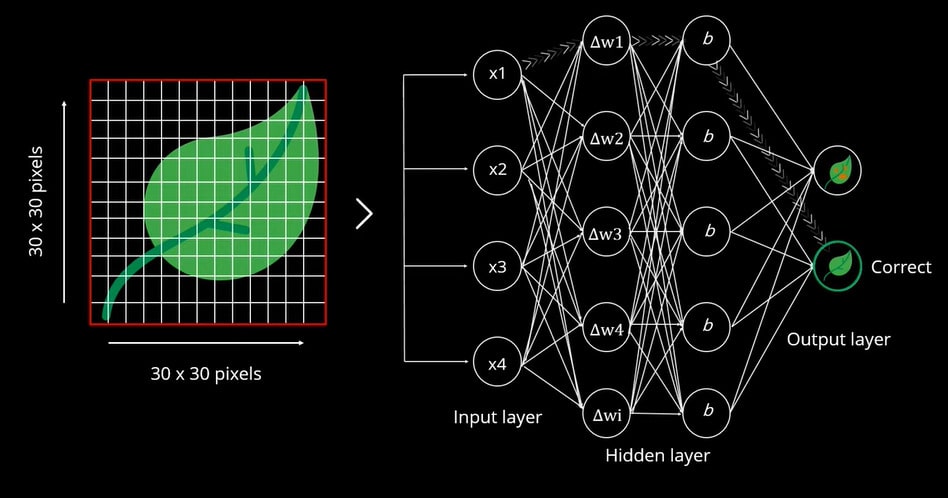 30 x 30 pixels
30 x 30 pixels
x1
x2
x3
x4
Input layer
Δw1
Δw2
Δw3
Δw4
Δwi
b
b
b
b
b
Hidden layer
Correct
Output layer